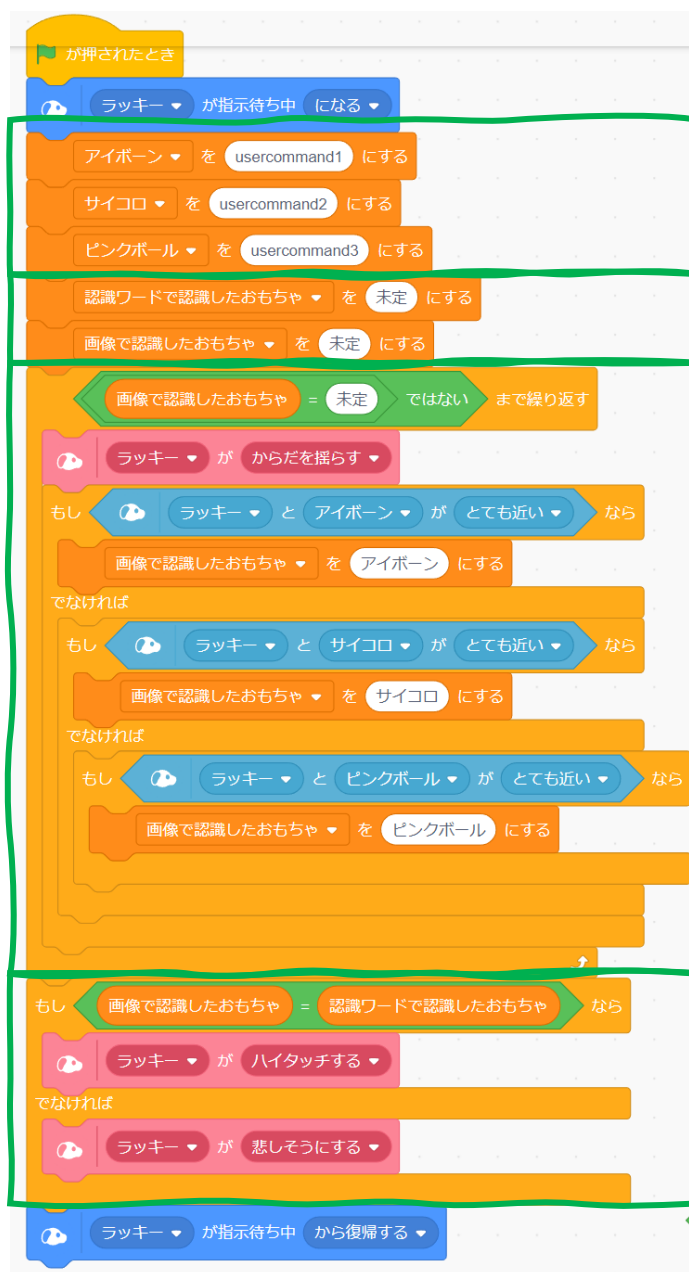 が押されたとき
ラッキー が指示待ち中 になる
アイボーン を usercommand1 にする
サイコロ を usercommand2 にする
ピンクボール を usercommand3 にする
認識ワードで認識したおもちゃ を 未定 にする
画像で認識したおもちゃ を 未定 にする
画像で認識したおもちゃ = 未定 ではない まで繰り返す
ラッキー が からだを揺らす
もし ラッキー と アイボーン が とても近い なら
画像で認識したおもちゃ を アイボーン にする
でなければ
もし ラッキー と サイコロ が とても近い なら
画像で認識したおもちゃ を サイコロ にする
でなければ
もし ラッキー と ピンクボール が とても近い なら
画像で認識したおもちゃ を ピンクボール にする
もし 画像で認識したおもちゃ = 認識ワードで認識したおもちゃ なら
ラッキー が ハイタッチする
でなければ
ラッキー が 悲しそうにする
ラッキー が指示待ち中 から復帰する